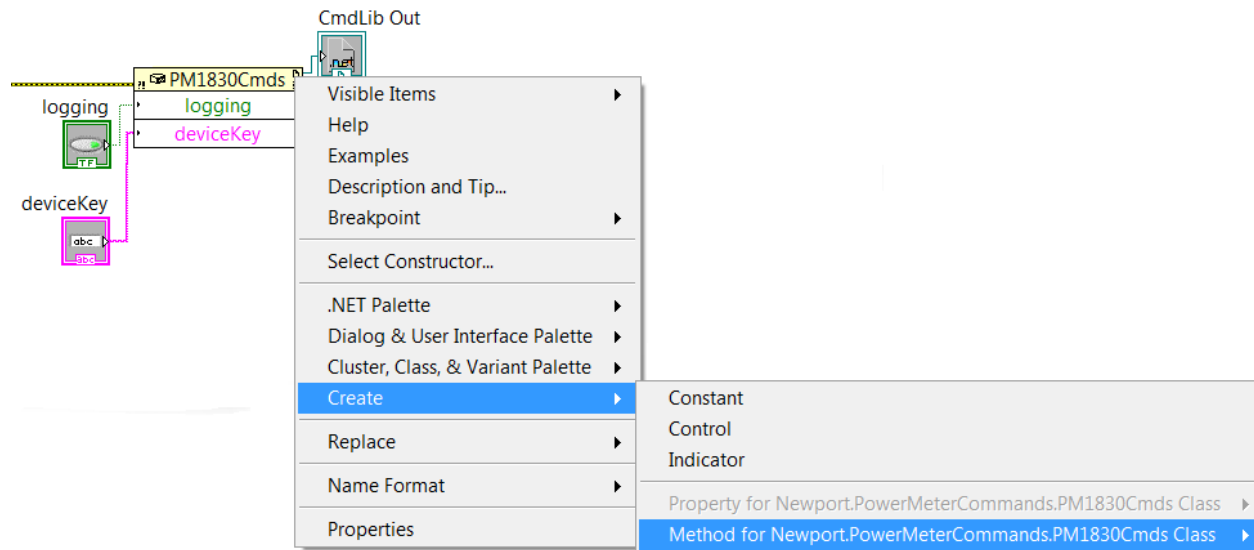 CmdLib Out
.net
PM1830Cmds
logging
logging
TF
deviceKey
deviceKey
abc
abc
Visible Items
Help
Examples
Description and Tip...
Breakpoint
Select Constructor...
.NET Palette
Dialog & User Interface Palette
Cluster, Class, & Variant Palette
Create
Replace
Name Format
Properties
Constant
Control
Indicator
Property for Newport.PowerMeterCommands.PM1830Cmds Class
Method for Newport.PowerMeterCommands.PM1830Cmds Class